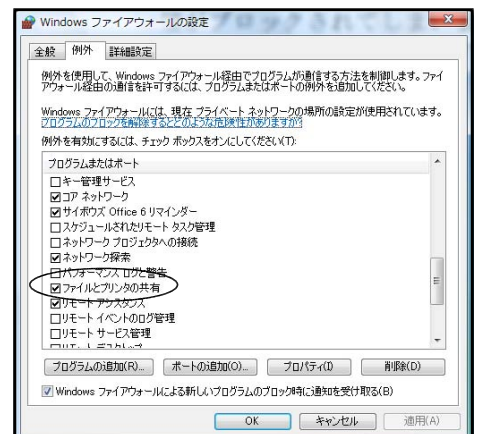 Windows ファイアウォールの設定
全般 例外 詳細設定
例外を使用して、Windows ファイアウォール経由でプログラムが通信する方法を制御します。ファイ
アウォール経由の通信を許可するには、プログラムまたはポートの例外を追加してください。
Windows ファイアウォールには、現在 プライベート ネットワークの場所の設定が使用されています。
プログラムのブロックを解除するとどのような危険性がありますか?
例外を有効にするには、チェック ボックスをオンにしてください(T):
プログラムまたはポート
キー管理サービス
コア ネットワーク
サイボウズ Office 6 リマインダー
スケジュールされたリモート タスク管理
ネットワーク プロジェクタへの接続
ネットワーク探索
パフォーマンス ログと警告
ファイルとプリンタの共有
リモート アシスタンス
リモート イベントのログ管理
リモート サービス管理
リモート デスクトップ
プログラムの追加(R)... ポートの追加(O)... プロパティ(I) 削除(D)
Windows ファイアウォールによる新しいプログラムのブロック時に通知を受け取る(B)
OK キャンセル 適用(A)